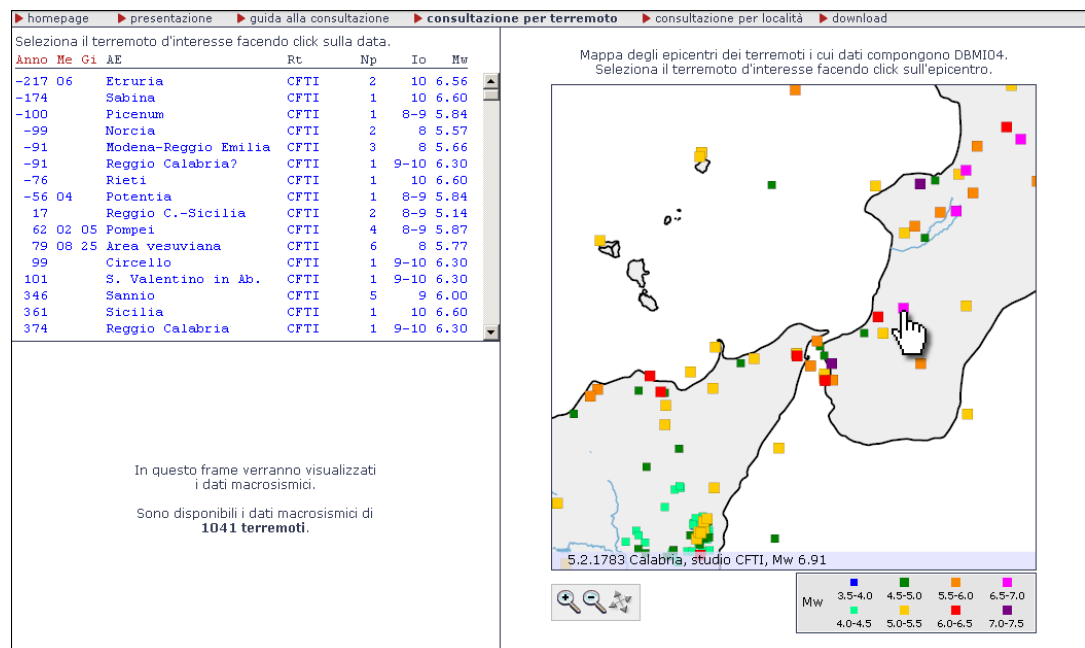 homepage presentazione guida alla consultazione consultazione per terremoto consultazione per località download
Seleziona il terremoto d'interesse facendo click sulla data.
Anno Me Gi AE Rt Np Io Mw
-217 06 Etruria CFTI 2 10 6.56
-174 Sabina CFTI 1 10 6.60
-100 Picenum CFTI 1 8-9 5.84
-99 Norcia CFTI 2 8 5.57
-91 Modena-Reggio Emilia CFTI 3 8 5.66
-91 Reggio Calabria? CFTI 1 9-10 6.30
-76 Rieti CFTI 1 10 6.60
-56 04 Potentia CFTI 1 8-9 5.84
17 Reggio C.-Sicilia CFTI 2 8-9 5.14
62 02 05 Pompei CFTI 4 8-9 5.87
79 08 25 Area vesuviana CFTI 6 8 5.77
99 Circello CFTI 1 9-10 6.30
101 S. Valentino in Ab. CFTI 1 9-10 6.30
346 Sannio CFTI 5 9 6.00
361 Sicilia CFTI 1 10 6.60
374 Reggio Calabria CFTI 1 9-10 6.30
In questo frame verranno visualizzati
i dati macrosismici.
Sono disponibili i dati macrosismici di
1041 terremoti.
Mappa degli epicentri dei terremoti i cui dati compongono DBMI04.
Seleziona il terremoto d'interesse facendo click sull'epicentro.
5.2.1783 Calabria, studio CFTI, Mw 6.91
Mw
3.5-4.0 4.5-5.0 5.5-6.0 6.5-7.0
4.0-4.5 5.0-5.5 6.0-6.5 7.0-7.5